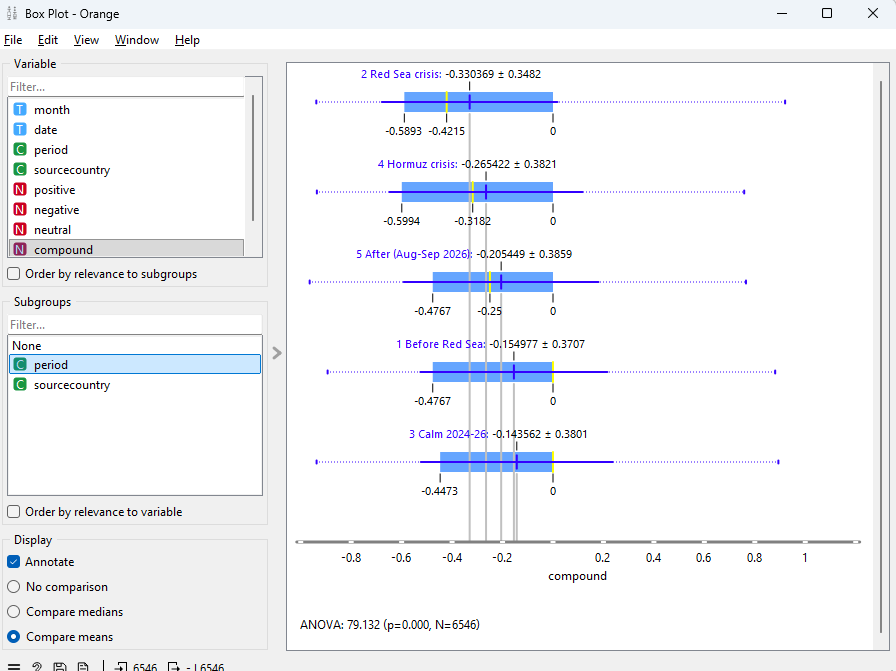 Box Plot - Orange
File Edit View Window Help
Variable
Filter...
month
date
period
sourcecountry
positive
negative
neutral
compound
Order by relevance to subgroups
Subgroups
Filter...
None
period
sourcecountry
Order by relevance to variable
Display
Annotate
No comparison
Compare medians
Compare means
6546 - | 6546
2 Red Sea crisis: -0.330369 ± 0.3482
-0.5893 -0.4215 0
4 Hormuz crisis: -0.265422 ± 0.3821
-0.5994 -0.3182 0
5 After (Aug-Sep 2026): -0.205449 ± 0.3859
-0.4767 -0.25 0
1 Before Red Sea: -0.154977 ± 0.3707
-0.4767 0
3 Calm 2024-26: -0.143562 ± 0.3801
-0.4473 0
-0.8 -0.6 -0.4 -0.2 0.2 0.4 0.6 0.8 1
compound
ANOVA: 79.132 (p=0.000, N=6546)